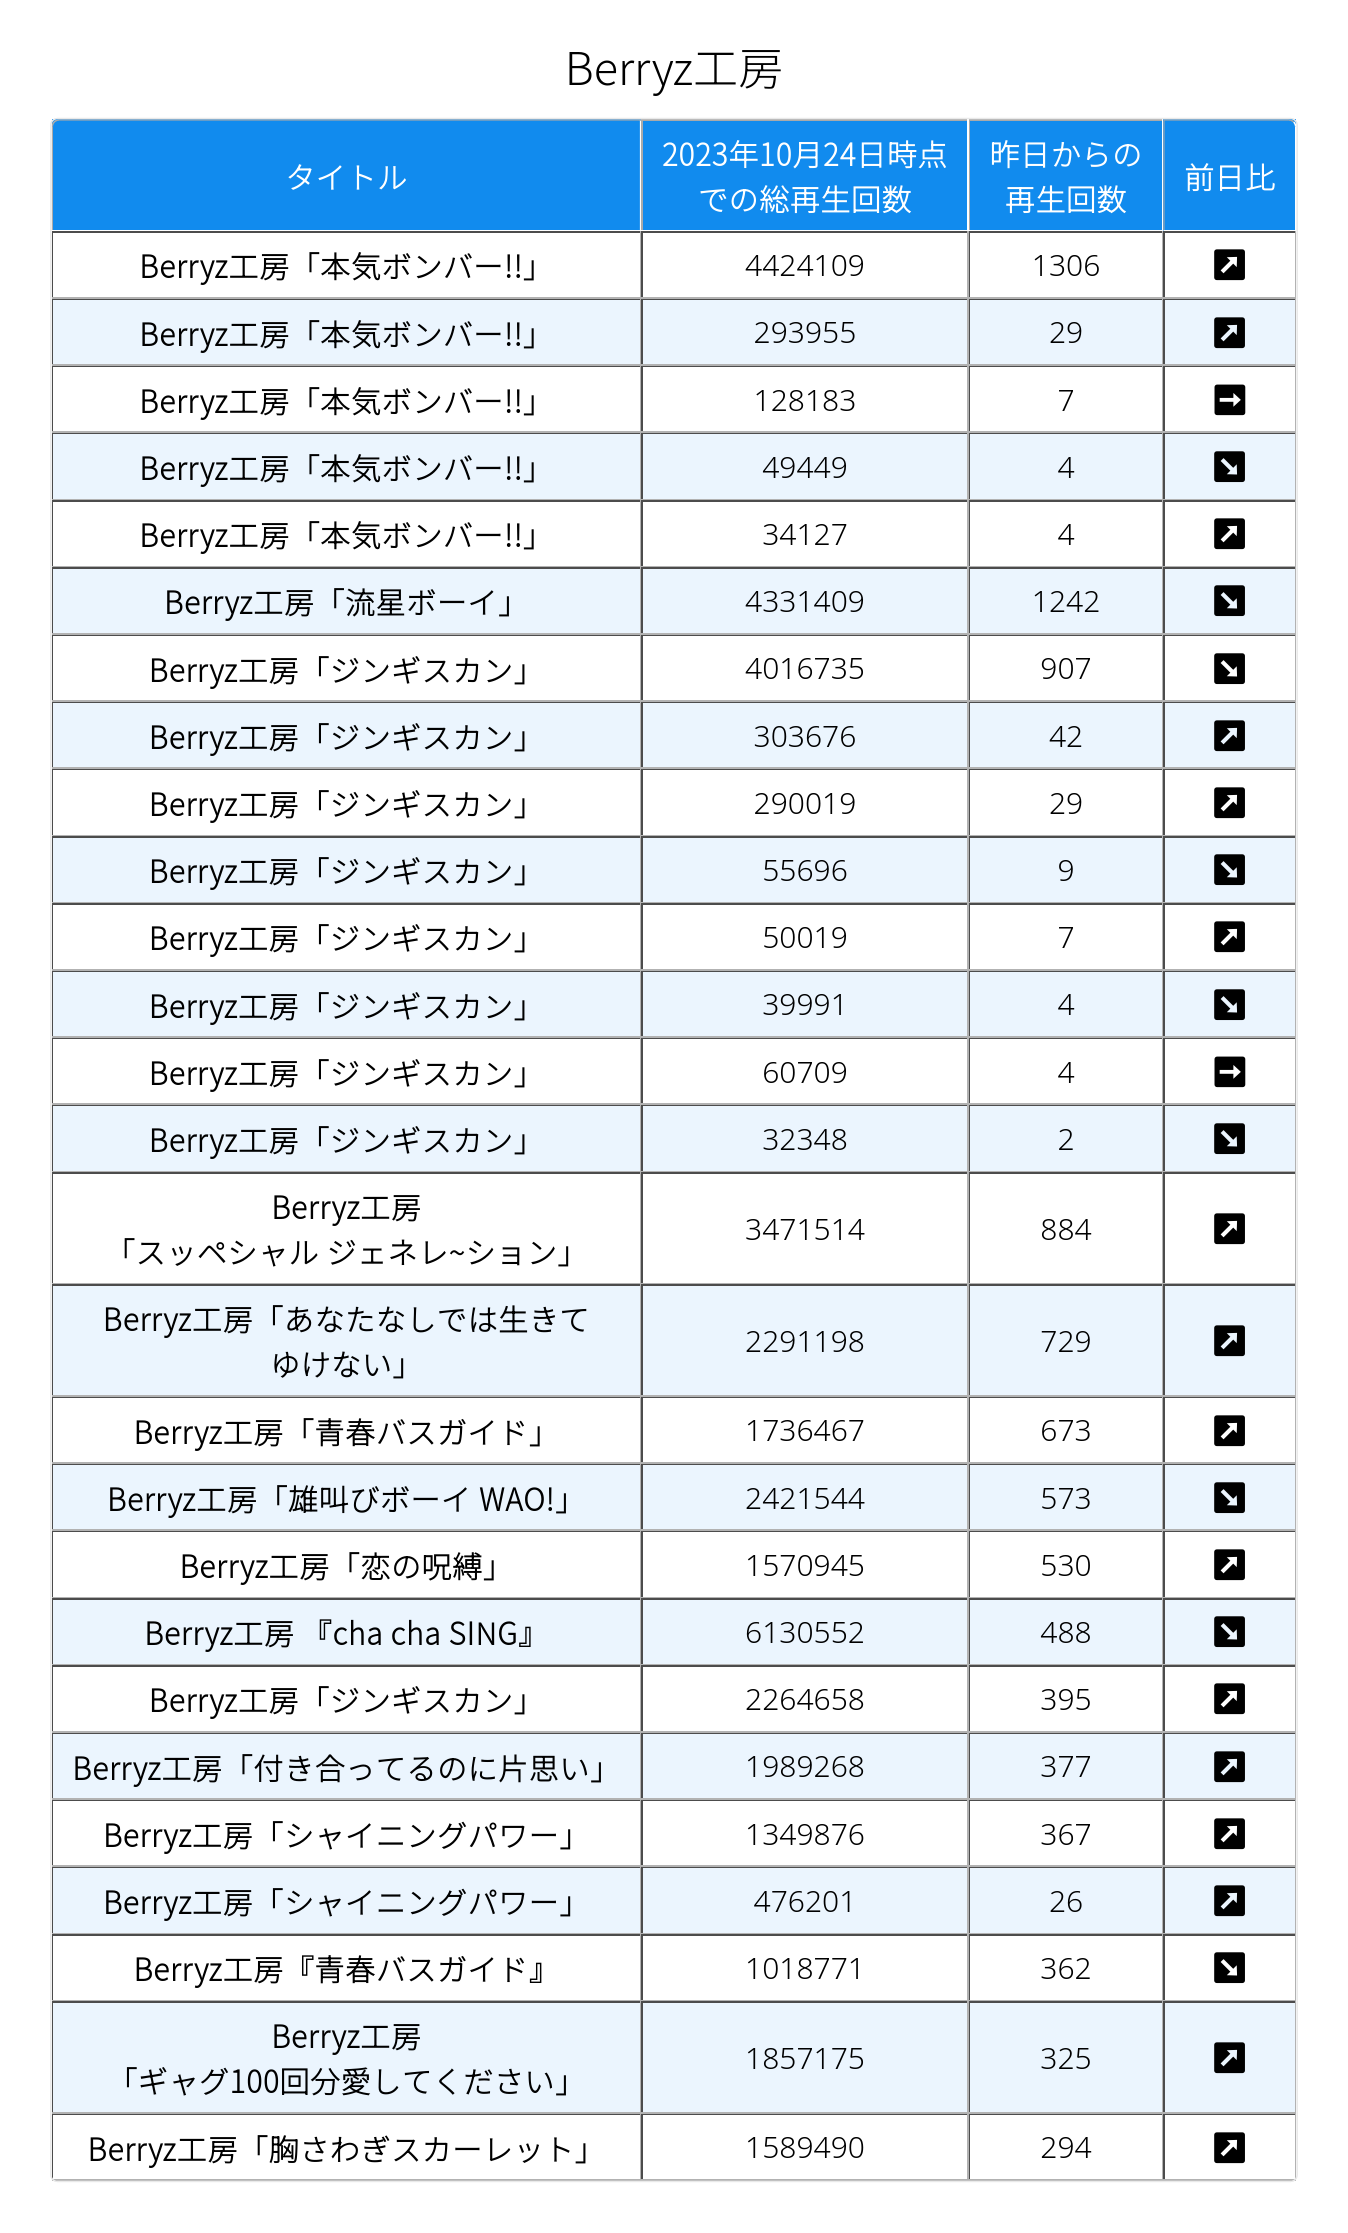 Berryz工房
タイトル
2023年10月24日時点
での総再生回数
昨日からの
再生回数
前日比
Berryz工房「本気ボンバー!!」 4424109 1306 ↗
Berryz工房「本気ボンバー!!」 293955 29 ↗
Berryz工房「本気ボンバー!!」 128183 7 →
Berryz工房「本気ボンバー!!」 49449 4 ↘
Berryz工房「本気ボンバー!!」 34127 4 ↗
Berryz工房「流星ボーイ」 4331409 1242 ↘
Berryz工房「ジンギスカン」 4016735 907 ↘
Berryz工房「ジンギスカン」 303676 42 ↗
Berryz工房「ジンギスカン」 290019 29 ↗
Berryz工房「ジンギスカン」 55696 9 ↘
Berryz工房「ジンギスカン」 50019 7 ↗
Berryz工房「ジンギスカン」 39991 4 ↘
Berryz工房「ジンギスカン」 60709 4 →
Berryz工房「ジンギスカン」 32348 2 ↘
Berryz工房
「スッペシャル ジェネレ~ション」 3471514 884 ↗
Berryz工房「あなたなしでは生きて
ゆけない」 2291198 729 ↗
Berryz工房「青春バスガイド」 1736467 673 ↗
Berryz工房「雄叫びボーイ WAO!」 2421544 573 ↘
Berryz工房「恋の呪縛」 1570945 530 ↗
Berryz工房 『cha cha SING』 6130552 488 ↘
Berryz工房「ジンギスカン」 2264658 395 ↗
Berryz工房「付き合ってるのに片思い」 1989268 377 ↗
Berryz工房「シャイニングパワー」 1349876 367 ↗
Berryz工房「シャイニングパワー」 476201 26 ↗
Berryz工房『青春バスガイド』 1018771 362 ↘
Berryz工房
「ギャグ100回分愛してください」 1857175 325 ↗
Berryz工房「胸さわぎスカーレット」 1589490 294 ↗